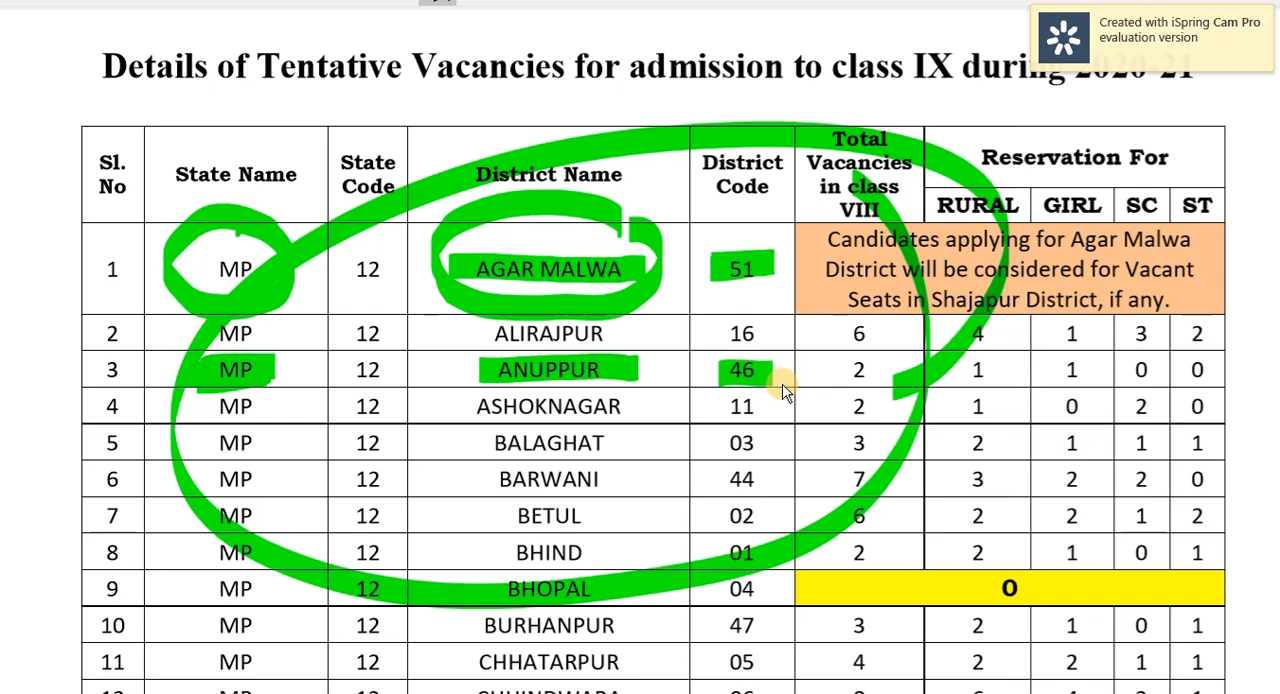 Created with iSpring Cam Pro
evaluation version
Details of Tentative Vacancies for admission to class IX during 2020-21
Sl. No State Name State Code District Name District Code Total Vacancies in class VIII Reservation For
RURAL GIRL SC ST
1 MP 12 AGAR MALWA 51 Candidates applying for Agar Malwa
District will be considered for Vacant
Seats in Shajapur District, if any.
2 MP 12 ALIRAJPUR 16 6 4 1 3 2
3 MP 12 ANUPPUR 46 2 1 1 0 0
4 MP 12 ASHOKNAGAR 11 2 1 0 2 0
5 MP 12 BALAGHAT 03 3 2 1 1 1
6 MP 12 BARWANI 44 7 3 2 2 0
7 MP 12 BETUL 02 6 2 2 1 2
8 MP 12 BHIND 01 2 2 1 0 1
9 MP 12 BHOPAL 04 0
10 MP 12 BURHANPUR 47 3 2 1 0 1
11 MP 12 CHHATARPUR 05 4 2 2 1 1